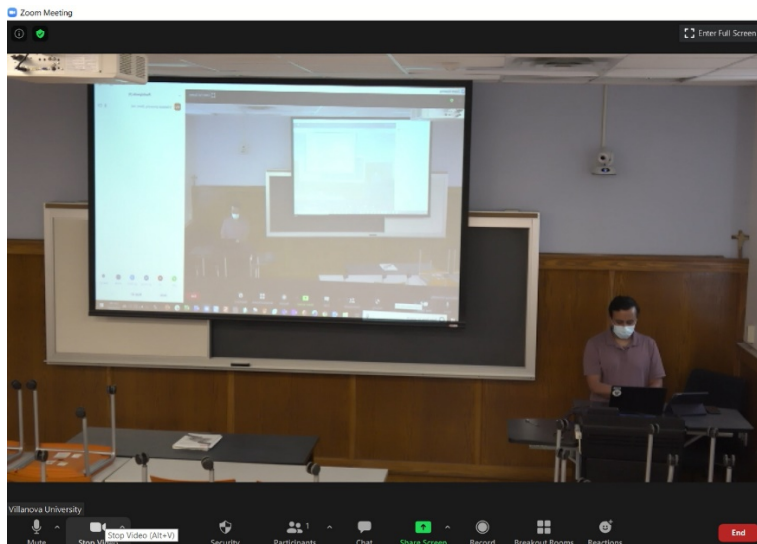 Zoom Meeting
Enter Full Screen
Villanova University
Stop Video (Alt+V)
Mute
Stop Video
Security
Participants
1
Chat
Share Screen
Record
Breakout Rooms
Reactions
End